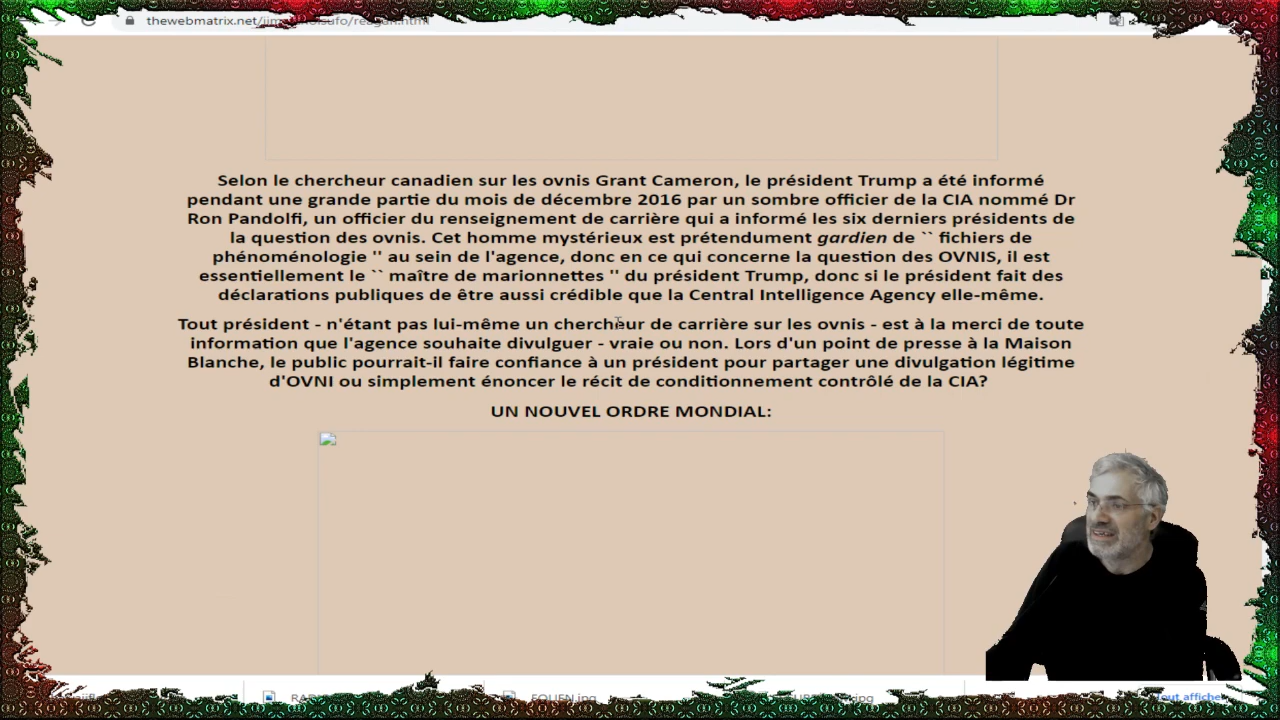 thewebmatrix.net/
Selon le chercheur canadien sur les ovnis Grant Cameron, le président Trump a été informé
pendant une grande partie du mois de décembre 2016 par un sombre officier de la CIA nommé Dr
Ron Pandolfi, un officier du renseignement de carrière qui a informé les six derniers présidents de
la question des ovnis. Cet homme mystérieux est prétendument gardien de `` fichiers de
phénoménologie '' au sein de l'agence, donc en ce qui concerne la question des OVNIS, il est
essentiellement le `` maître de marionnettes '' du président Trump, donc si le président fait des
déclarations publiques de être aussi crédible que la Central Intelligence Agency elle-même.
Tout président - n'étant pas lui-même un chercheur de carrière sur les ovnis - est à la merci de toute
information que l'agence souhaite divulguer - vraie ou non. Lors d'un point de presse à la Maison
Blanche, le public pourrait-il faire confiance à un président pour partager une divulgation légitime
d'OVNI ou simplement énoncer le récit de conditionnement contrôlé de la CIA?
UN NOUVEL ORDRE MONDIAL:
Tout affiche